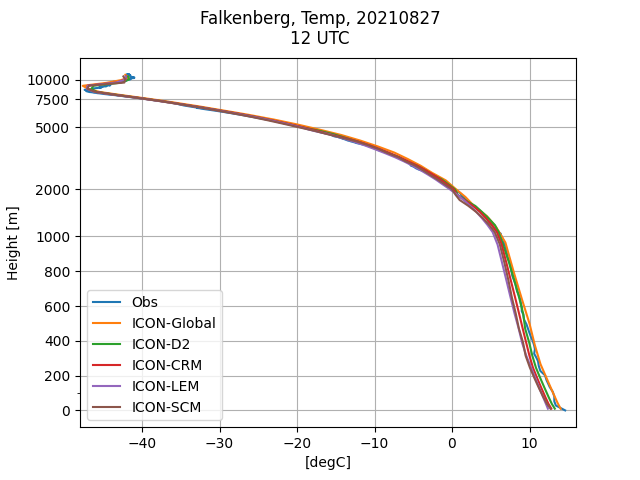 Falkenberg, Temp, 20210827
12 UTC
10000
7500
5000
2000
1000
800
600
400
200
0
Height [m]
Obs
ICON-Global
ICON-D2
ICON-CRM
ICON-LEM
ICON-SCM
−40 −30 −20 −10 0 10
[degC]